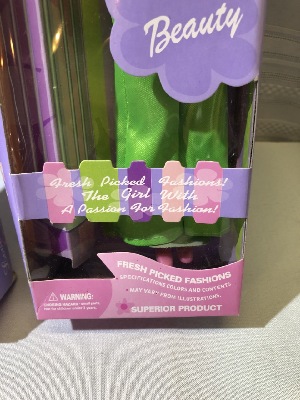 Beauty
Fresh Picked Fashions!
The Girl With
A Passion For Fashion!
FRESH PICKED FASHIONS
SPECIFICATIONS COLORS AND CONTENTS
MAY VARY FROM ILLUSTRATIONS.
WARNING:
SUPERIOR PRODUCT